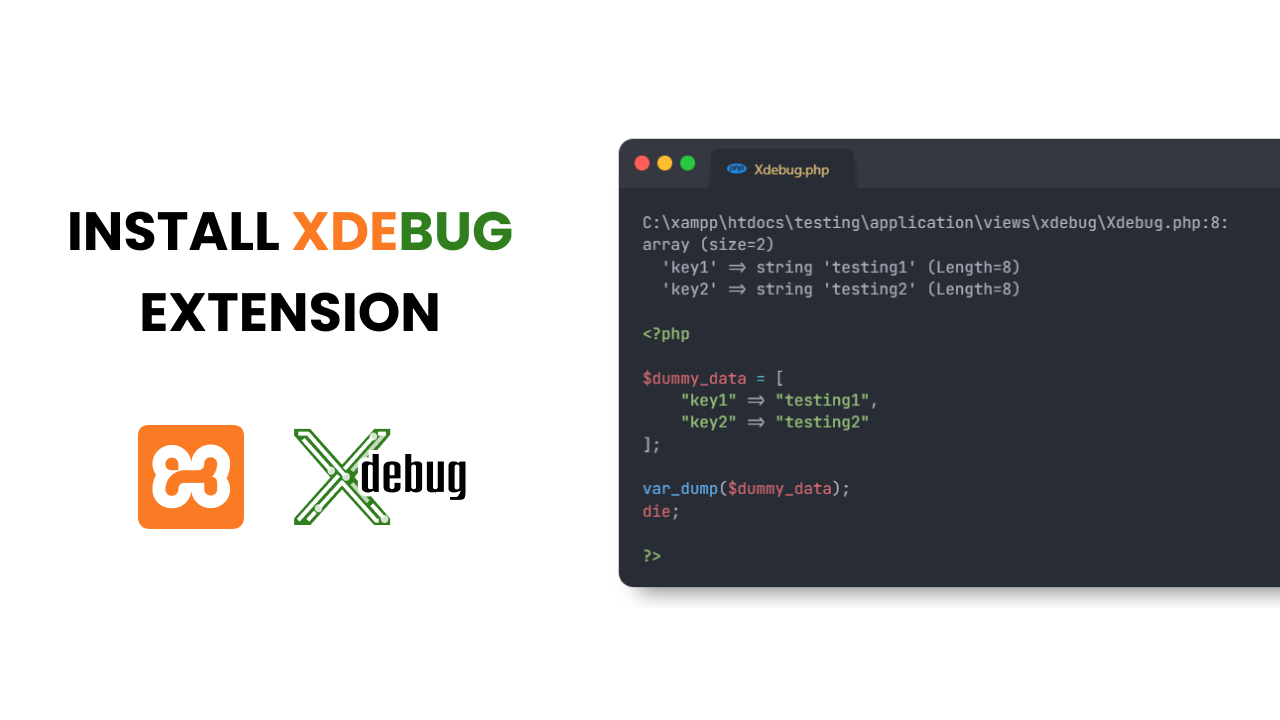 INSTALL XDEBUG
EXTENSION
Xdebug
php Xdebug.php
C:\xampp\htdocs\testing\application\views\xdebug\Xdebug.php:8:
array (size=2)
  'key1' => string 'testing1' (Length=8)
  'key2' => string 'testing2' (Length=8)
<?php
$dummy_data = [
    "key1" => "testing1",
    "key2" => "testing2"
];
var_dump($dummy_data);
die;
?>